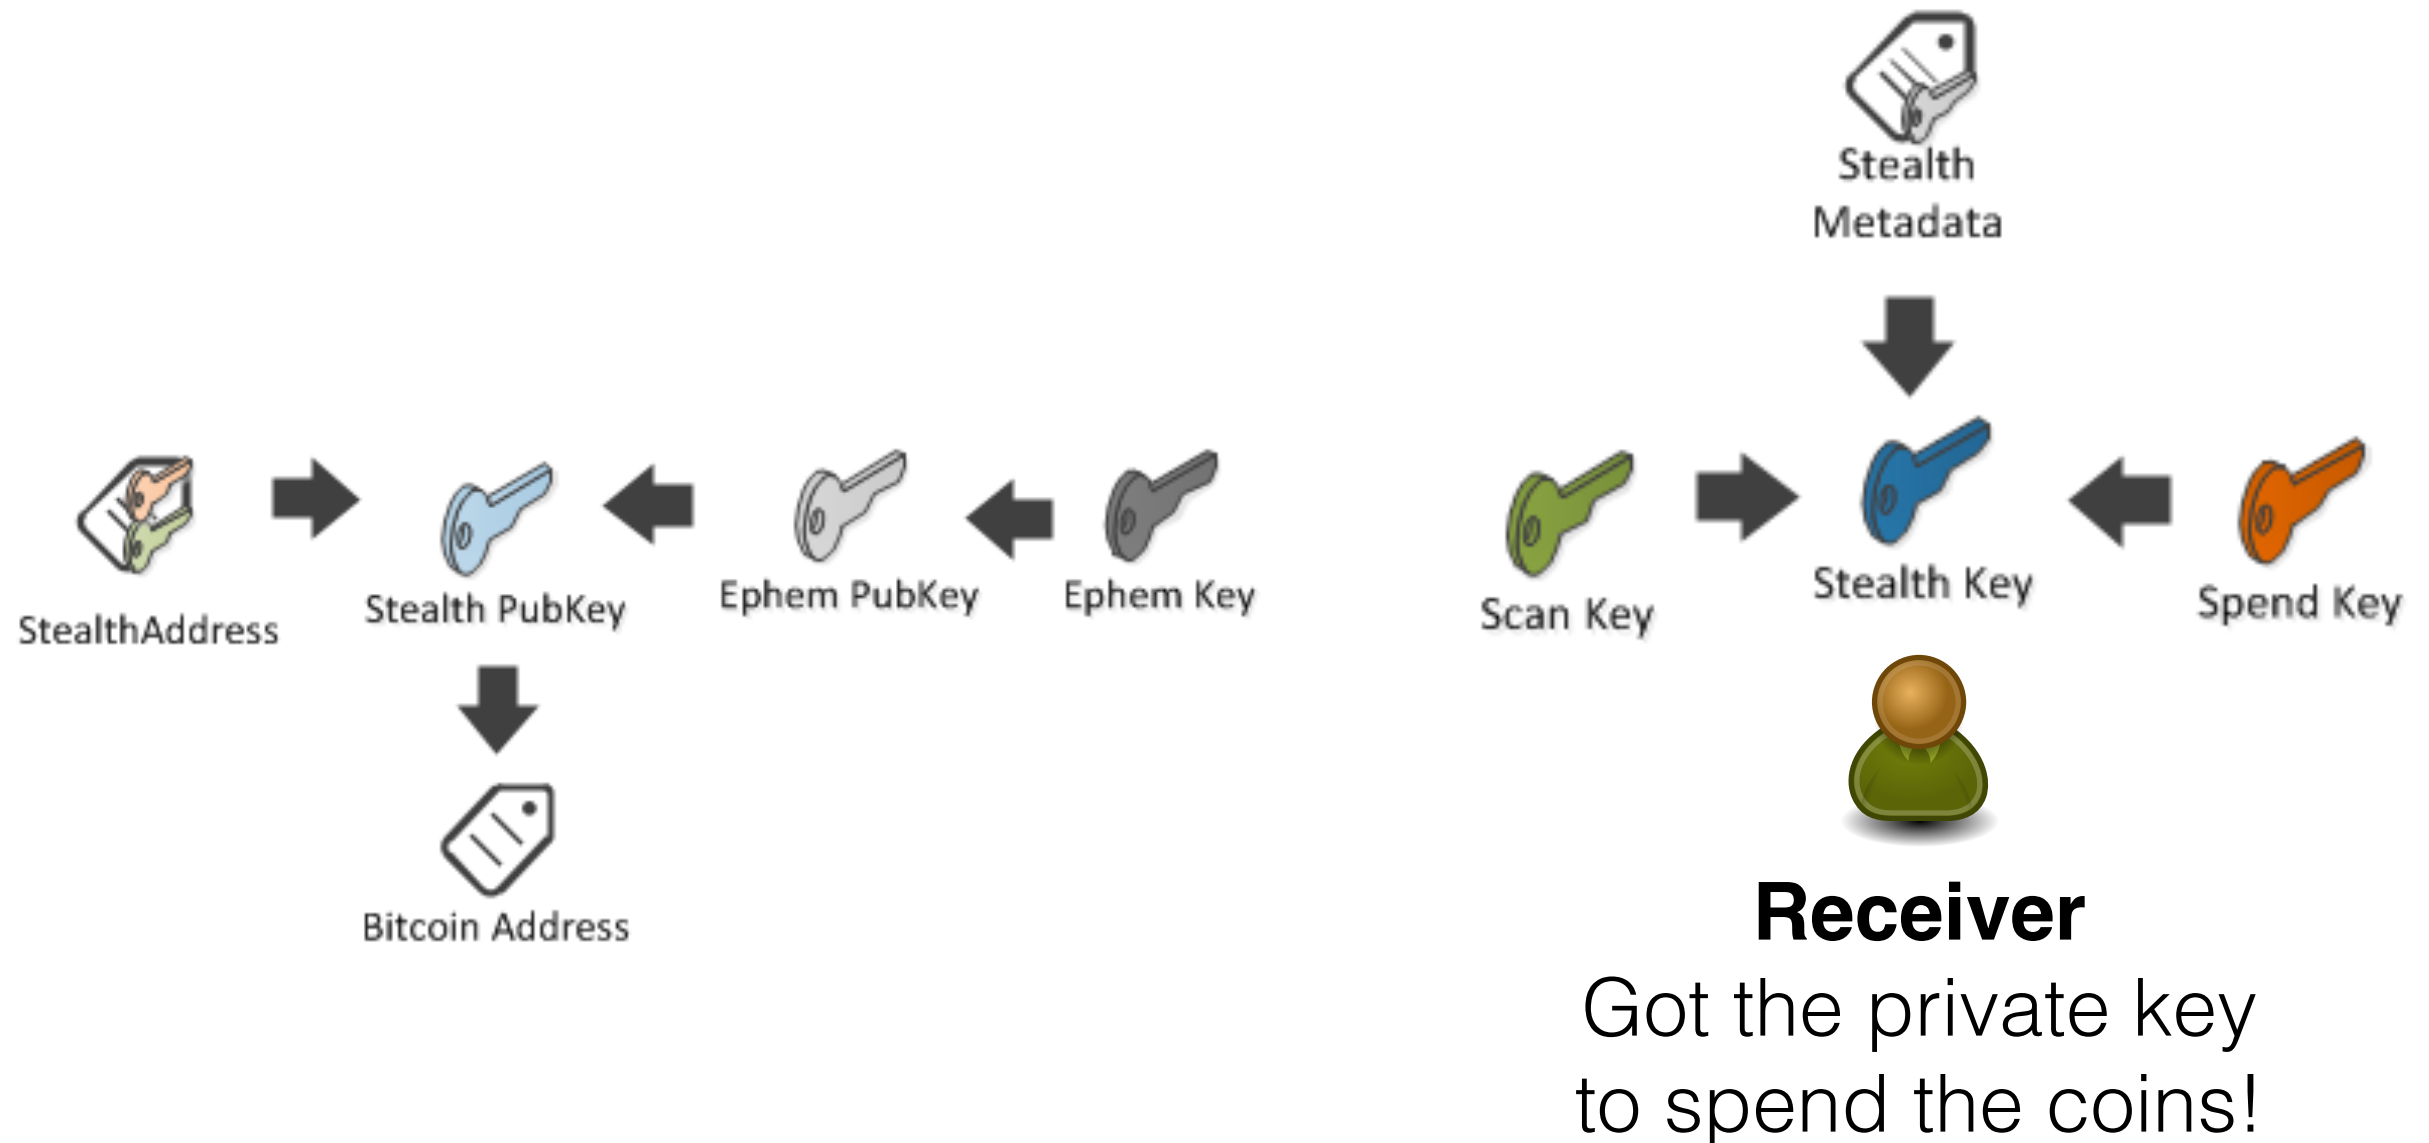 Stealth
Metadata
StealthAddress
Stealth PubKey
Ephem PubKey
Ephem Key
Bitcoin Address
Scan Key
Stealth Key
Spend Key
Receiver
Got the private key
to spend the coins!